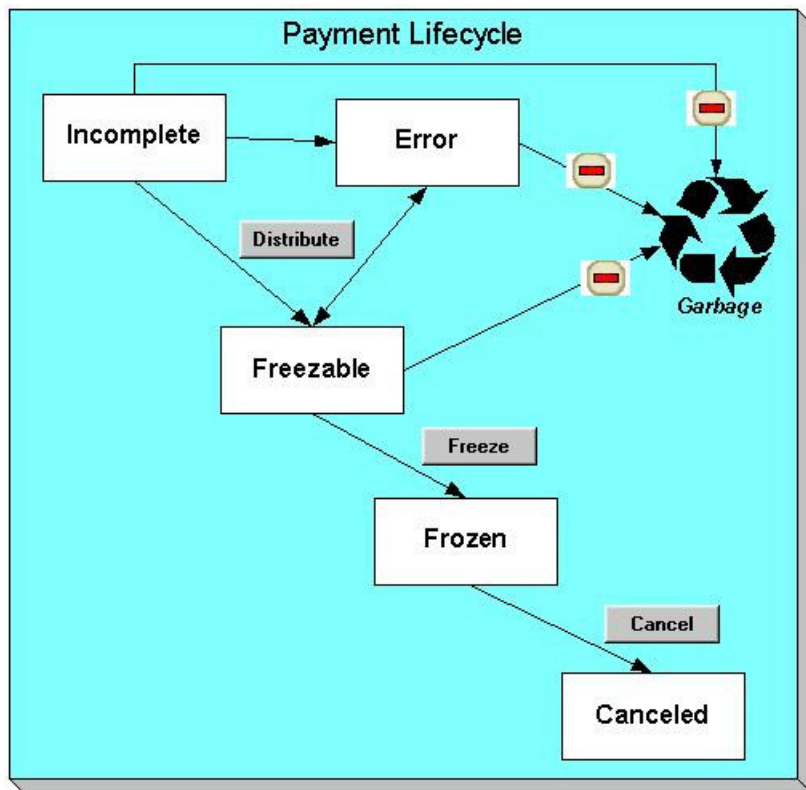 Payment Lifecycle
Incomplete
Error
Distribute
Garbage
Freezable
Freeze
Frozen
Cancel
Canceled